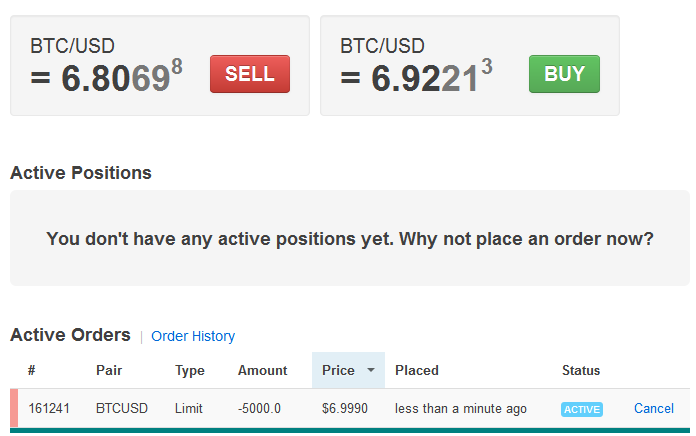 BTC/USD
= 6.80698 SELL
BTC/USD
= 6.92213 BUY
Active Positions
You don't have any active positions yet. Why not place an order now?
Active Orders | Order History
# Pair Type Amount Price Placed Status
161241 BTCUSD Limit -5000.0 $6.9990 less than a minute ago ACTIVE Cancel